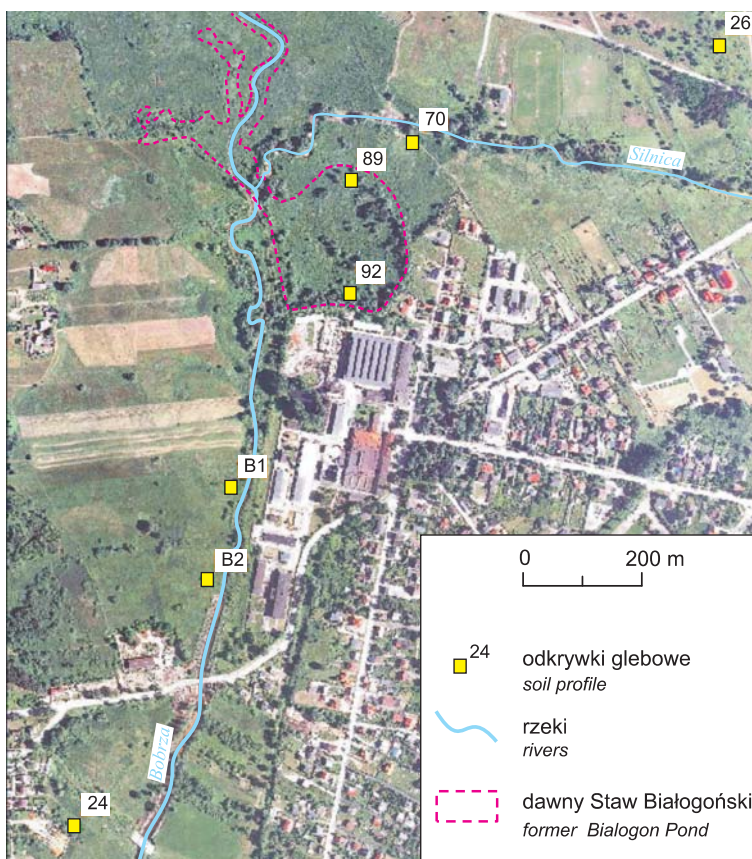 26
70
Silnica
89
92
B1
B2
Bobrza
24
0 200 m
24
odkrywki glebowe
soil profile
rzeki
rivers
dawny Staw Białogoński
former Bialogon Pond